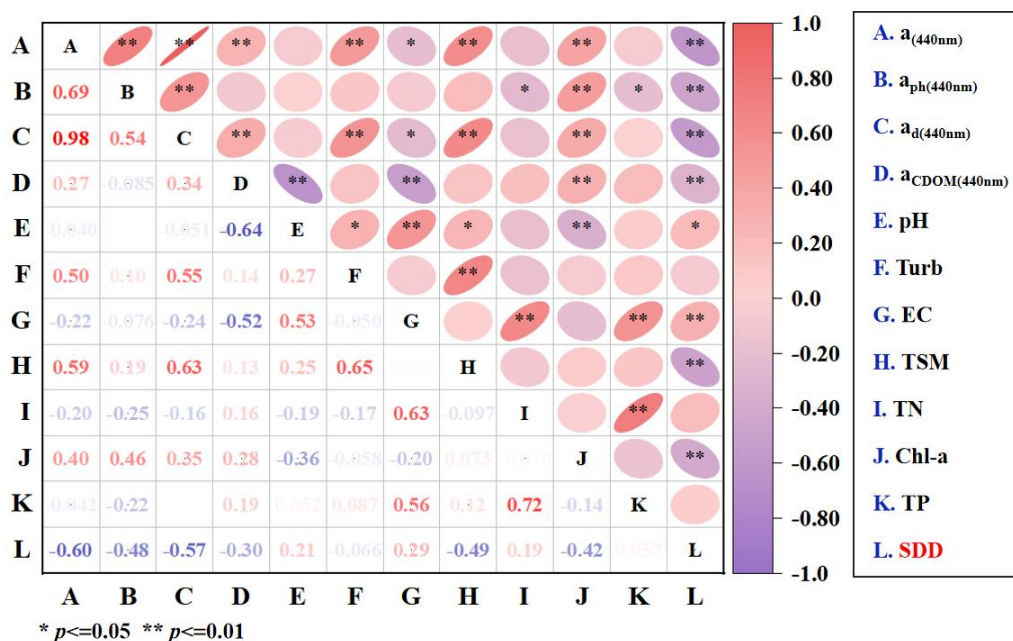 A A ** ** ** ** * ** ** **
B 0.69 B ** * ** * **
C 0.98 0.54 C ** ** * ** ** **
D 0.27 -0.085 0.34 D ** ** ** **
E -0.040 -0.051 -0.64 E * ** * ** *
F 0.50 0.10 0.55 0.14 0.27 F **
G -0.22 -0.076 -0.24 -0.52 0.53 -0.050 G ** ** **
H 0.59 0.19 0.63 0.13 0.25 0.65 H **
I -0.20 -0.25 -0.16 0.16 -0.19 -0.17 0.63 -0.097 I **
J 0.40 0.46 0.35 0.28 -0.36 -0.058 -0.20 0.073 J **
K -0.042 -0.22 0.19 0.052 0.087 0.56 0.12 0.72 -0.14 K
L -0.60 -0.48 -0.57 -0.30 0.21 -0.066 0.29 -0.49 0.19 -0.42 0.057 L
A B C D E F G H I J K L
* p<=0.05 ** p<=0.01
1.0
0.80
0.60
0.40
0.20
0.0
-0.20
-0.40
-0.60
-0.80
-1.0
A. a(440nm)
B. aph(440nm)
C. ad(440nm)
D. aCDOM(440nm)
E. pH
F. Turb
G. EC
H. TSM
I. TN
J. Chl-a
K. TP
L. SDD